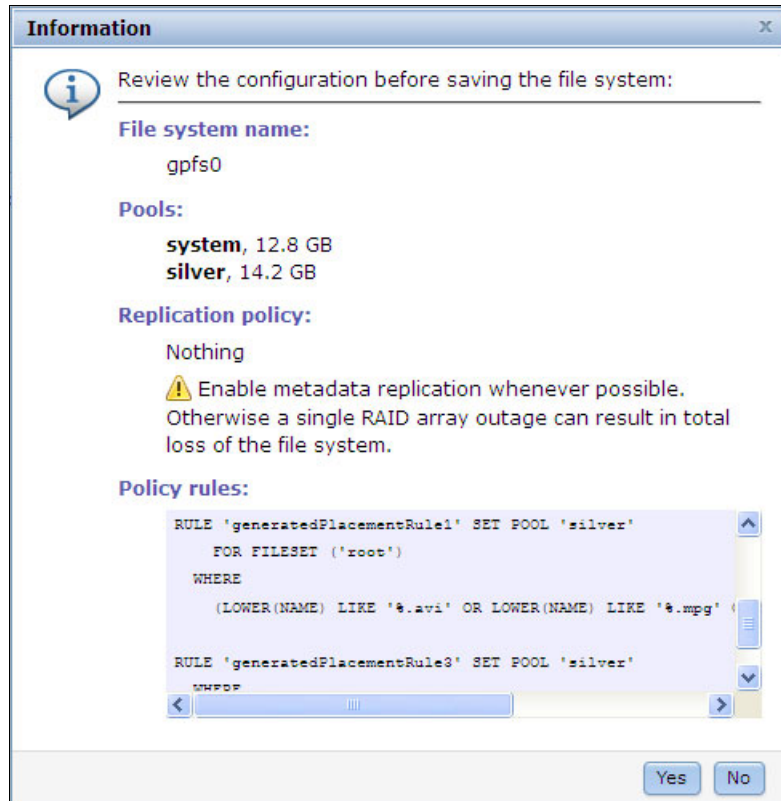 Information
x
Review the configuration before saving the file system:
File system name:
gpfs0
Pools:
system, 12.8 GB
silver, 14.2 GB
Replication policy:
Nothing
Enable metadata replication whenever possible.
Otherwise a single RAID array outage can result in total
loss of the file system.
Policy rules:
RULE 'generatedPlacementRule1' SET POOL 'silver'
FOR FILESET ('root')
WHERE
(LOWER(NAME) LIKE '%.avi' OR LOWER(NAME) LIKE '%.mpg'
RULE 'generatedPlacementRule3' SET POOL 'silver'
WHERE
Yes No